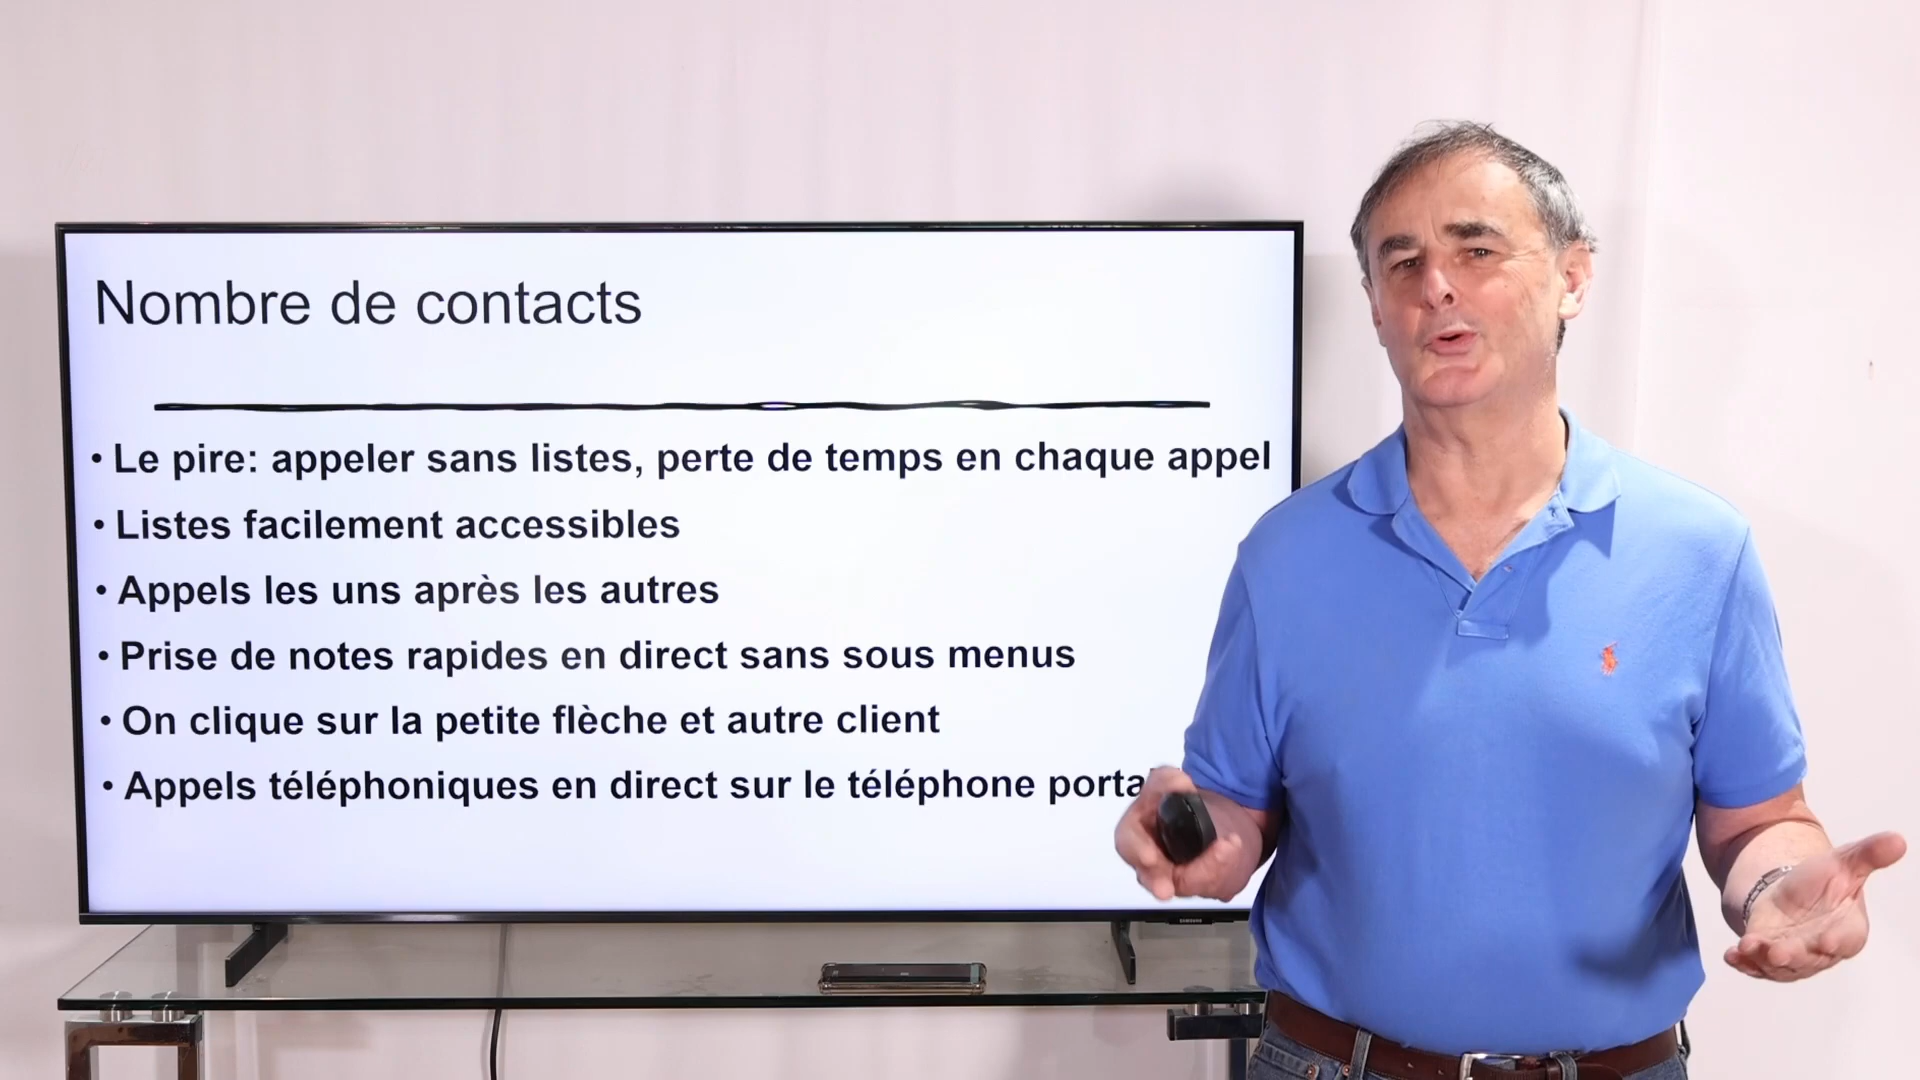 Nombre de contacts
• Le pire: appeler sans listes, perte de temps en chaque appel
• Listes facilement accessibles
• Appels les uns après les autres
• Prise de notes rapides en direct sans sous menus
• On clique sur la petite flèche et autre client
• Appels téléphoniques en direct sur le téléphone porta
SAMSUNG